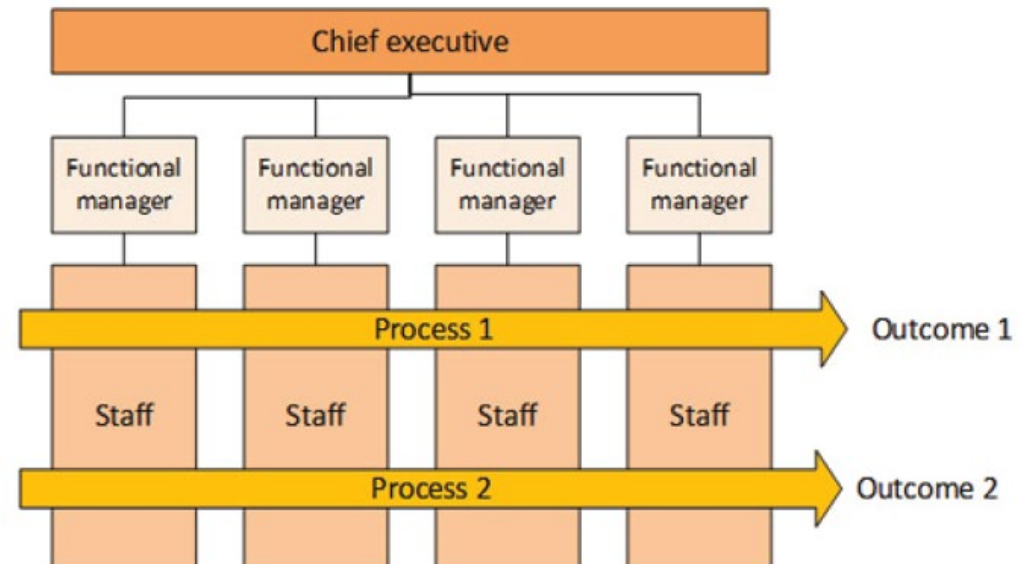 Chief executive
Functional
manager
Functional
manager
Functional
manager
Functional
manager
Process 1
Outcome 1
Staff
Staff
Staff
Staff
Process 2
Outcome 2